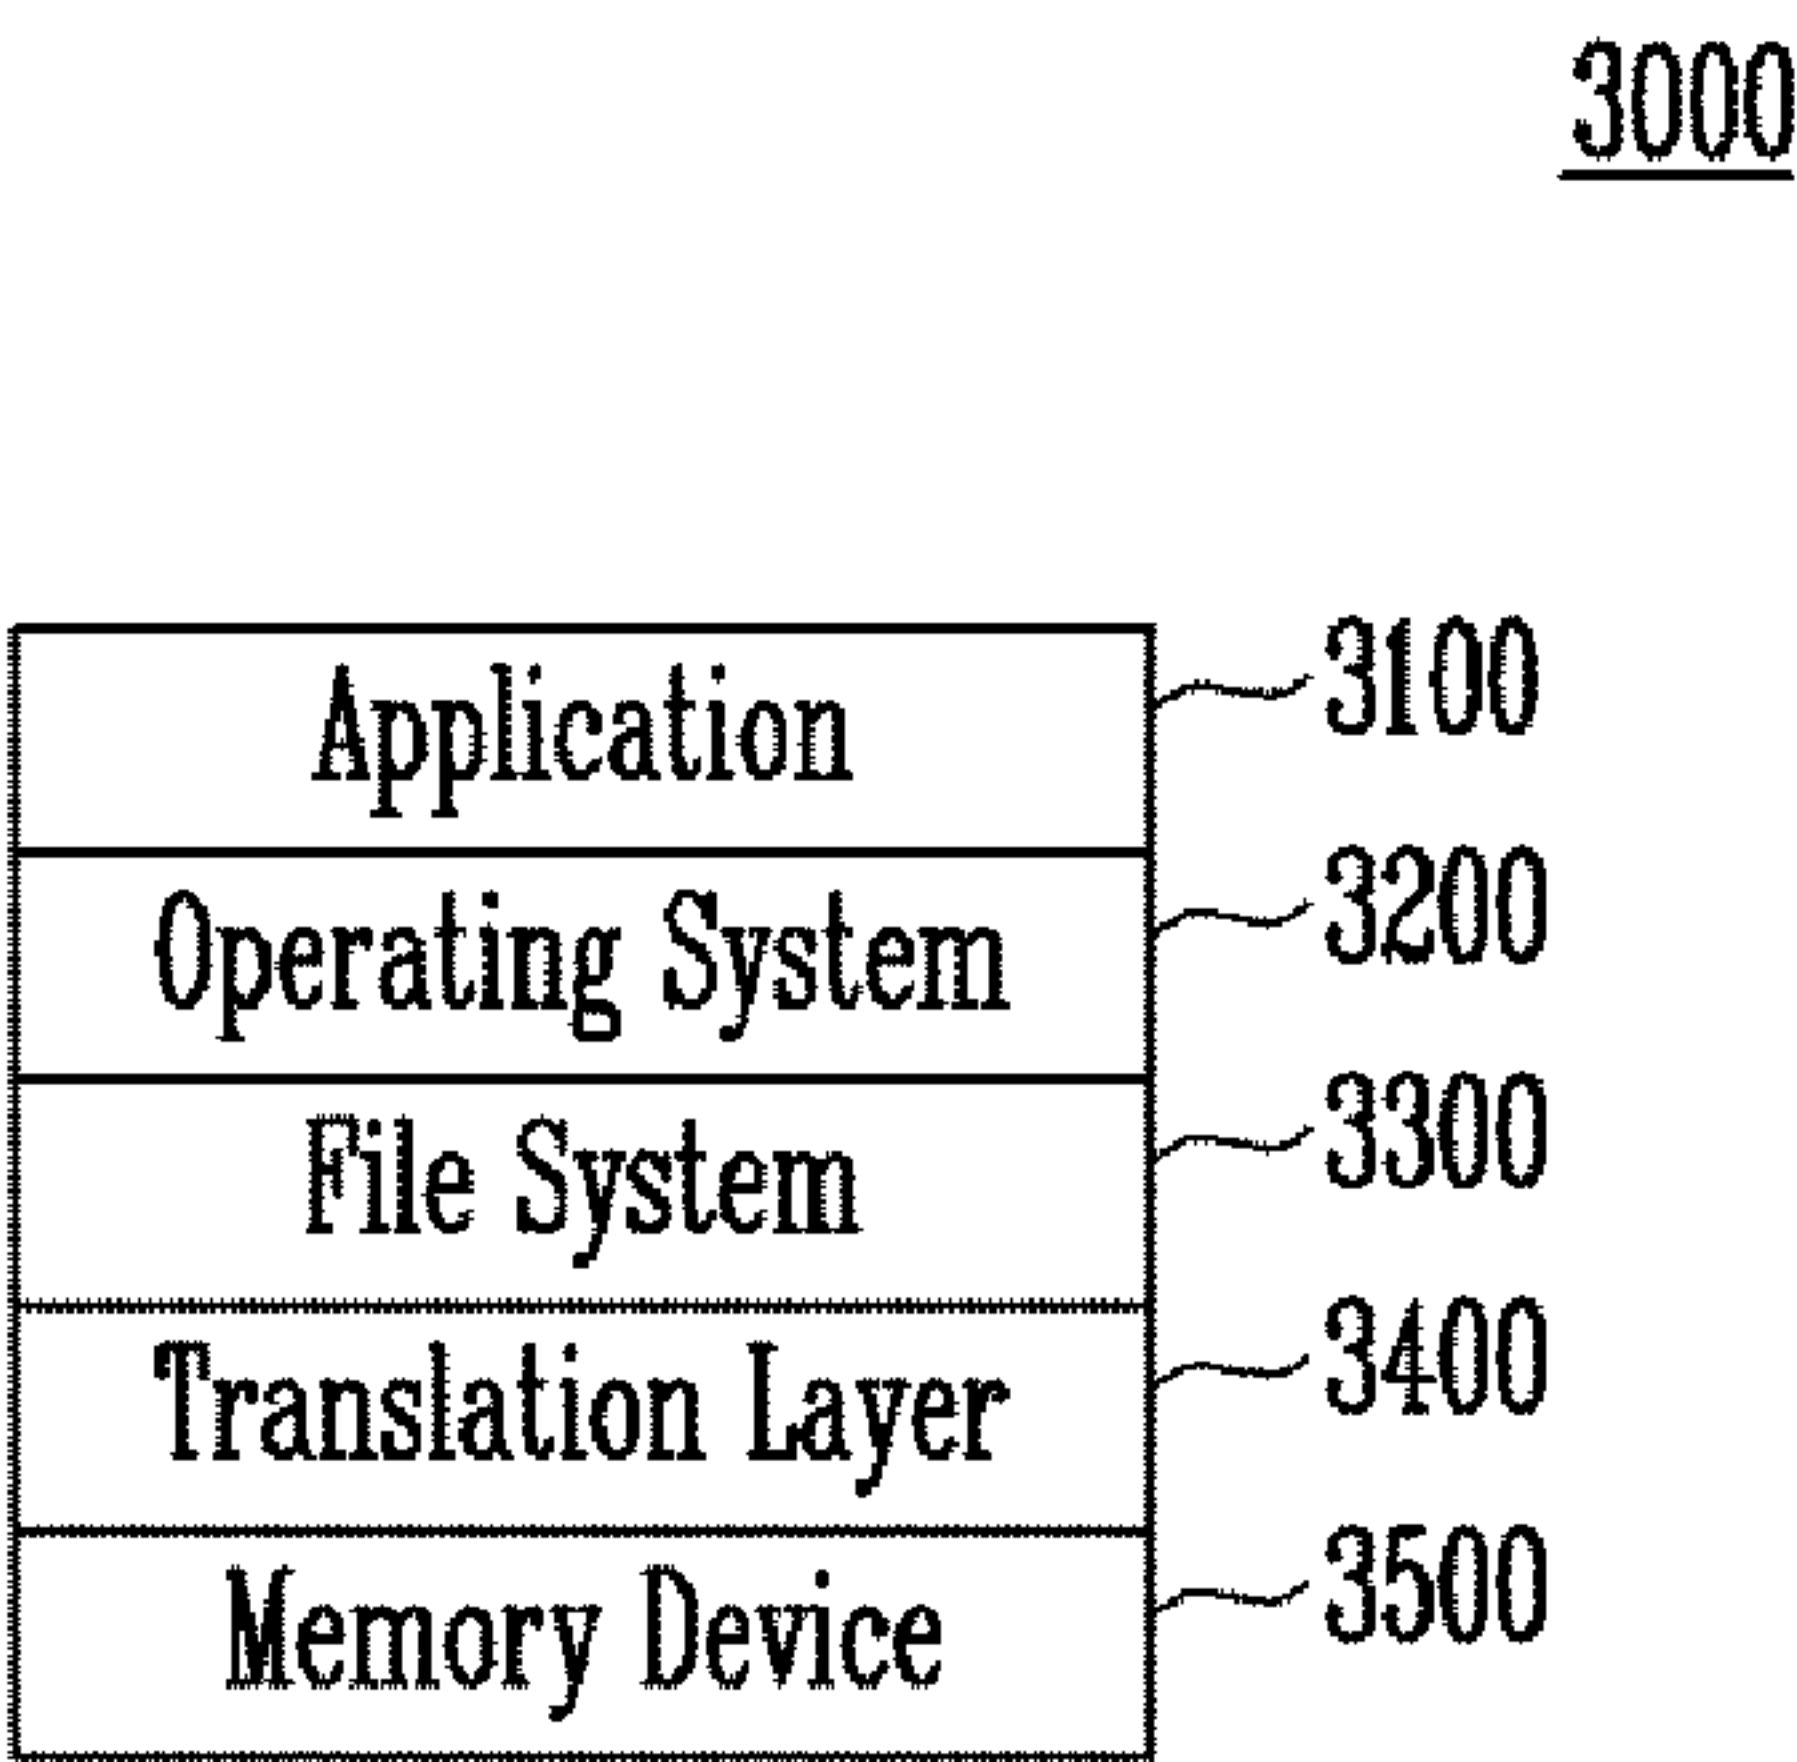 3000
Application 3100
Operating System 3200
File System 3300
Translation Layer 3400
Memory Device 3500